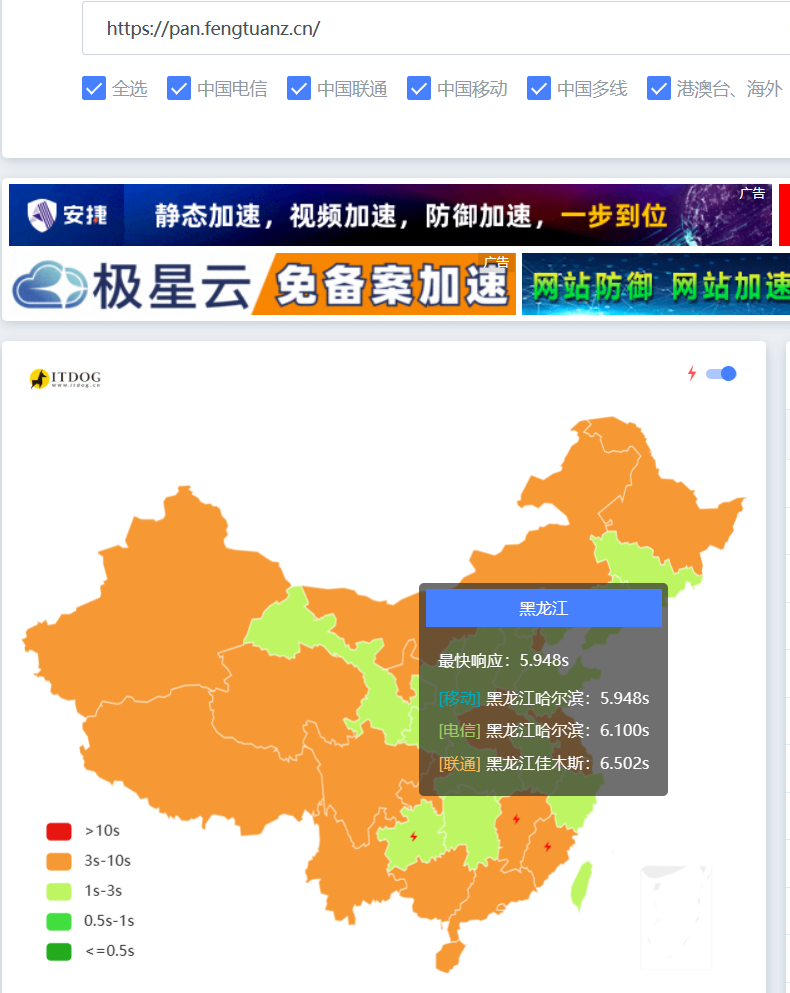 https://pan.fengtuanz.cn/
全选 中国电信 中国联通 中国移动 中国多线 港澳台、海外
安捷 静态加速，视频加速，防御加速，一步到位 广告
极星云 免备案加速 广告
网站防御 网站加速
ITDOG
www.itdog.cn
黑龙江
最快响应：5.948s
[移动] 黑龙江哈尔滨：5.948s
[电信] 黑龙江哈尔滨：6.100s
[联通] 黑龙江佳木斯：6.502s
>10s
3s-10s
1s-3s
0.5s-1s
<=0.5s